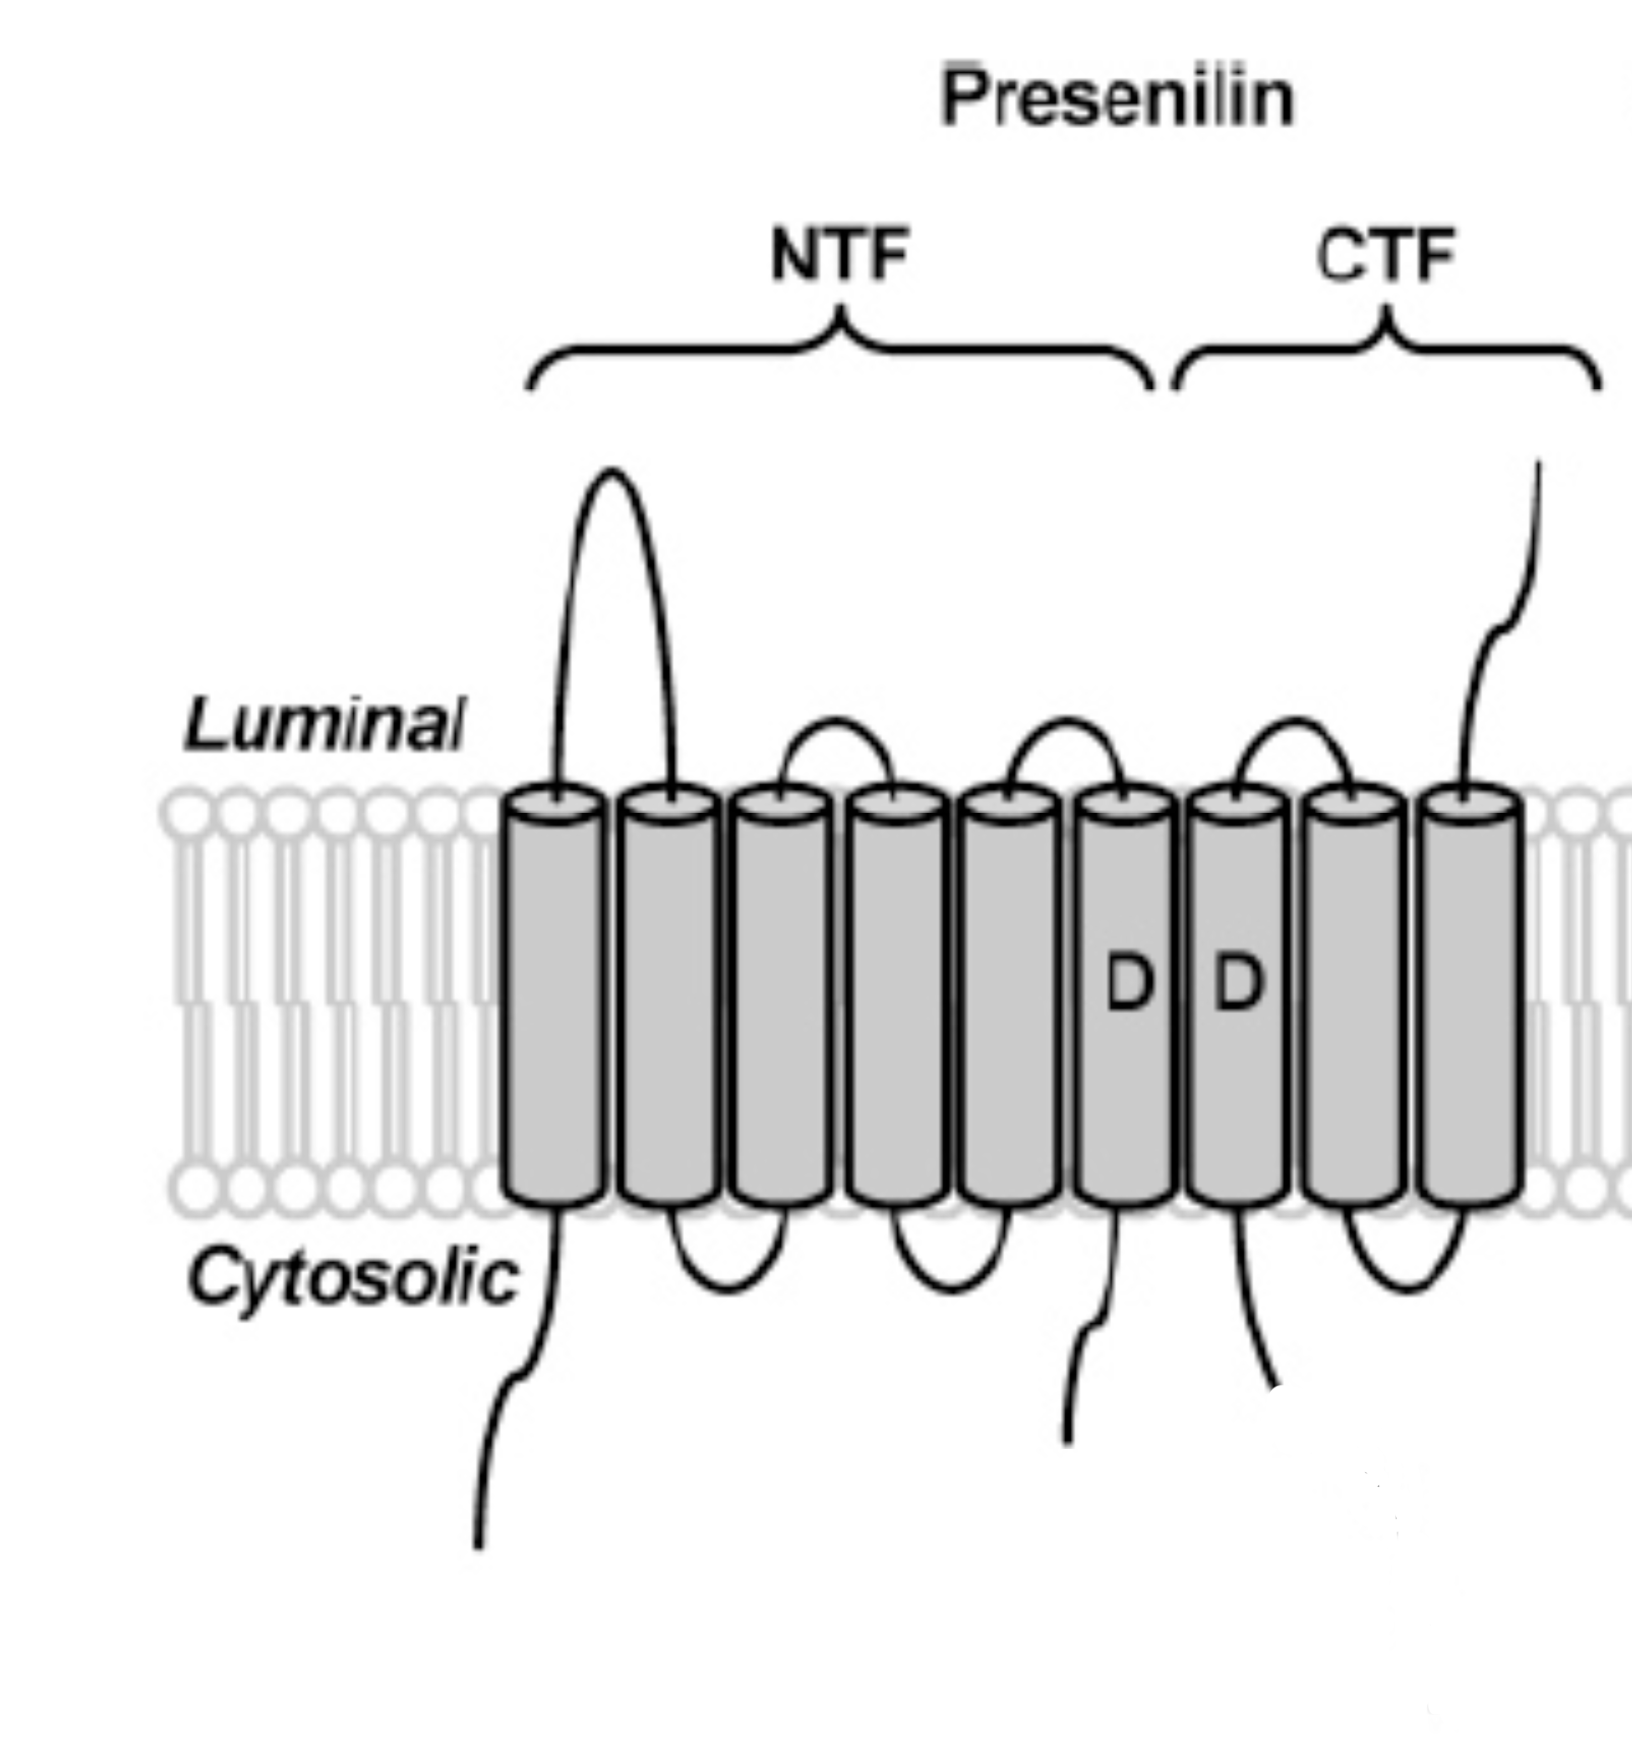 Presenilin
NTF
CTF
Luminal
D
D
Cytosolic